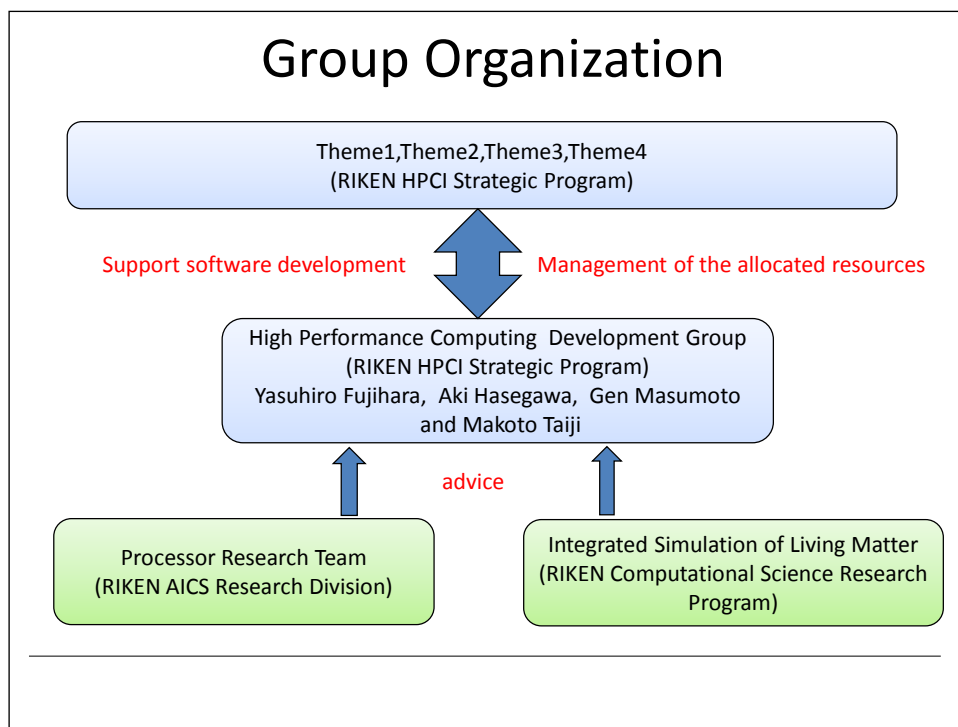 Group Organization
Theme1,Theme2,Theme3,Theme4
(RIKEN HPCI Strategic Program)
Support software development
Management of the allocated resources
High Performance Computing  Development Group
(RIKEN HPCI Strategic Program)
Yasuhiro Fujihara,  Aki Hasegawa,  Gen Masumoto
and Makoto Taiji
advice
Processor Research Team
(RIKEN AICS Research Division)
Integrated Simulation of Living Matter
(RIKEN Computational Science Research
Program)